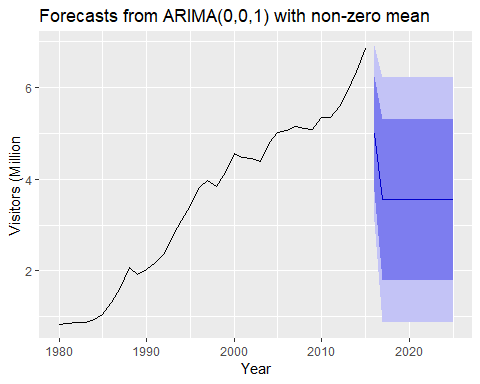 Forecasts from ARIMA(0,0,1) with non-zero mean
6
4
2
Visitors (Million
1980
1990
2000
2010
2020
Year